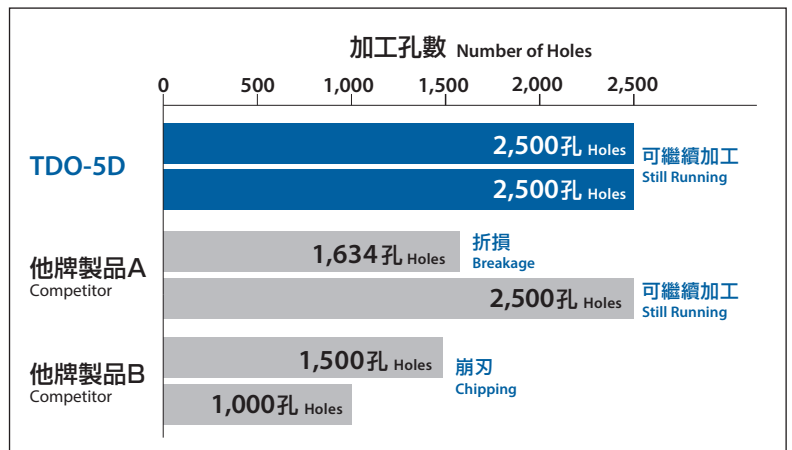 加工孔數 Number of Holes
0 500 1,000 1,500 2,000 2,500
TDO-5D
2,500孔 Holes
2,500孔 Holes
可繼續加工
Still Running
他牌製品A
Competitor
1,634孔 Holes
折損
Breakage
2,500孔 Holes
可繼續加工
Still Running
他牌製品B
Competitor
1,500孔 Holes
1,000孔 Holes
崩刃
Chipping